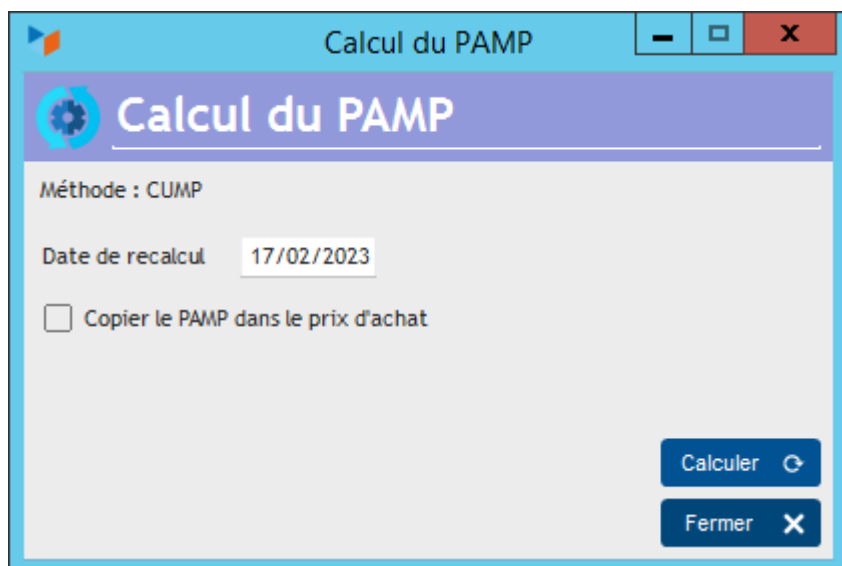 Calcul du PAMP
Calcul du PAMP
Méthode : CUMP
Date de recalcul 17/02/2023
Copier le PAMP dans le prix d'achat
Calculer
Fermer